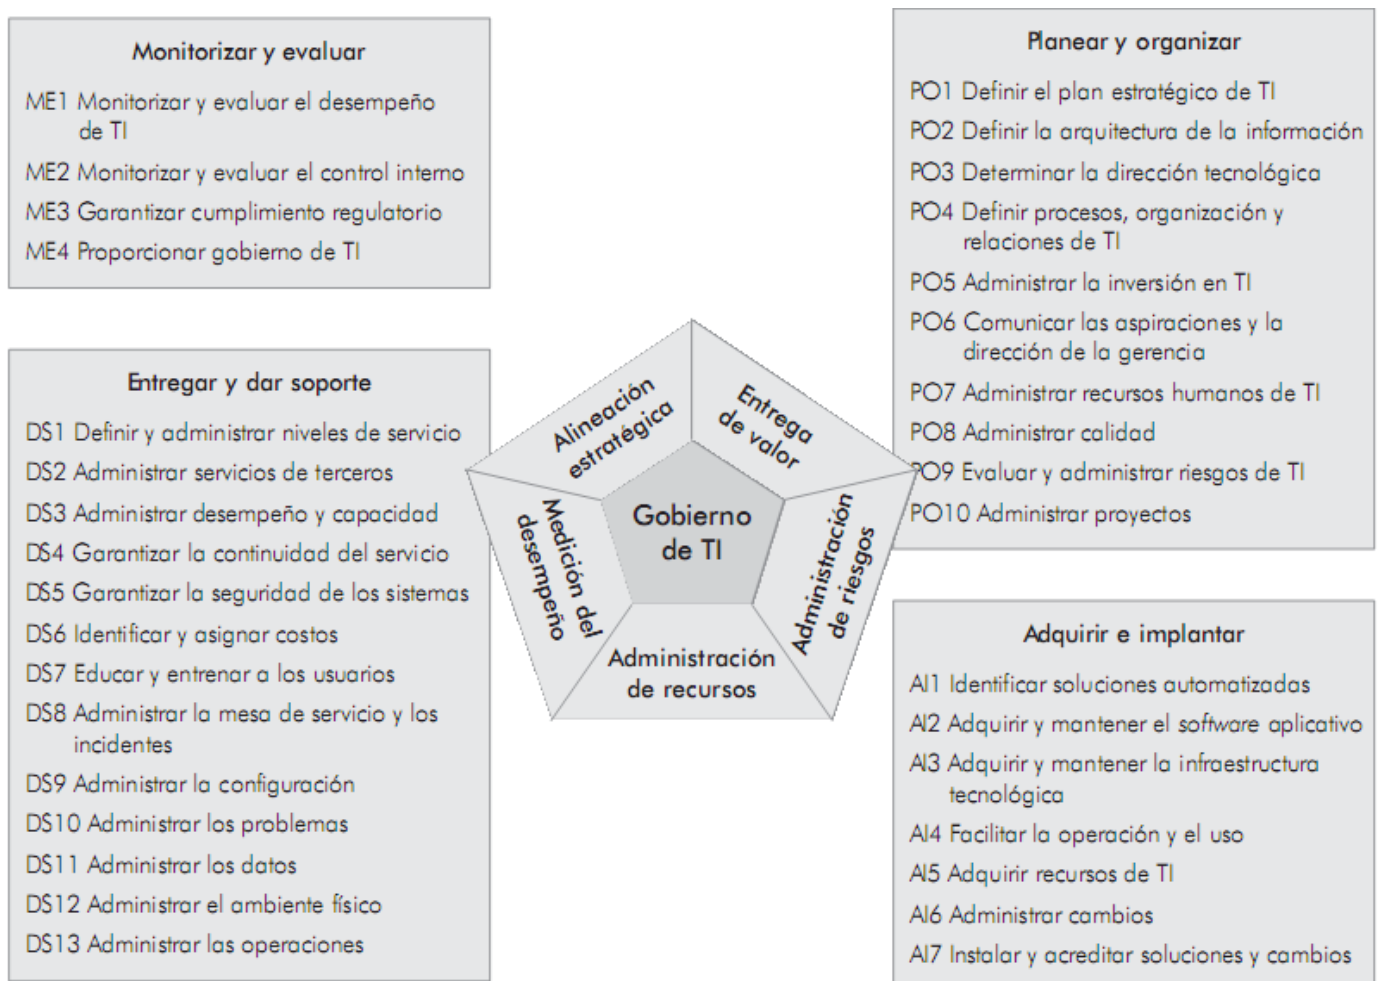 Monitorizar y evaluar
ME1 Monitorizar y evaluar el desempeño
de TI
ME2 Monitorizar y evaluar el control interno
ME3 Garantizar cumplimiento regulatorio
ME4 Proporcionar gobierno de TI
Entregar y dar soporte
DS1 Definir y administrar niveles de servicio
DS2 Administrar servicios de terceros
DS3 Administrar desempeño y capacidad
DS4 Garantizar la continuidad del servicio
DS5 Garantizar la seguridad de los sistemas
DS6 Identificar y asignar costos
DS7 Educar y entrenar a los usuarios
DS8 Administrar la mesa de servicio y los
incidentes
DS9 Administrar la configuración
DS10 Administrar los problemas
DS11 Administrar los datos
DS12 Administrar el ambiente físico
DS13 Administrar las operaciones
Alineación
estratégica
Entrega
de valor
Medición del
desempeño
Gobierno
de TI
Administración
de riesgos
Administración
de recursos
Planear y organizar
PO1 Definir el plan estratégico de TI
PO2 Definir la arquitectura de la información
PO3 Determinar la dirección tecnológica
PO4 Definir procesos, organización y
relaciones de TI
PO5 Administrar la inversión en TI
PO6 Comunicar las aspiraciones y la
dirección de la gerencia
PO7 Administrar recursos humanos de TI
PO8 Administrar calidad
PO9 Evaluar y administrar riesgos de TI
PO10 Administrar proyectos
Adquirir e implantar
AI1 Identificar soluciones automatizadas
AI2 Adquirir y mantener el software aplicativo
AI3 Adquirir y mantener la infraestructura
tecnológica
AI4 Facilitar la operación y el uso
AI5 Adquirir recursos de TI
AI6 Administrar cambios
AI7 Instalar y acreditar soluciones y cambios